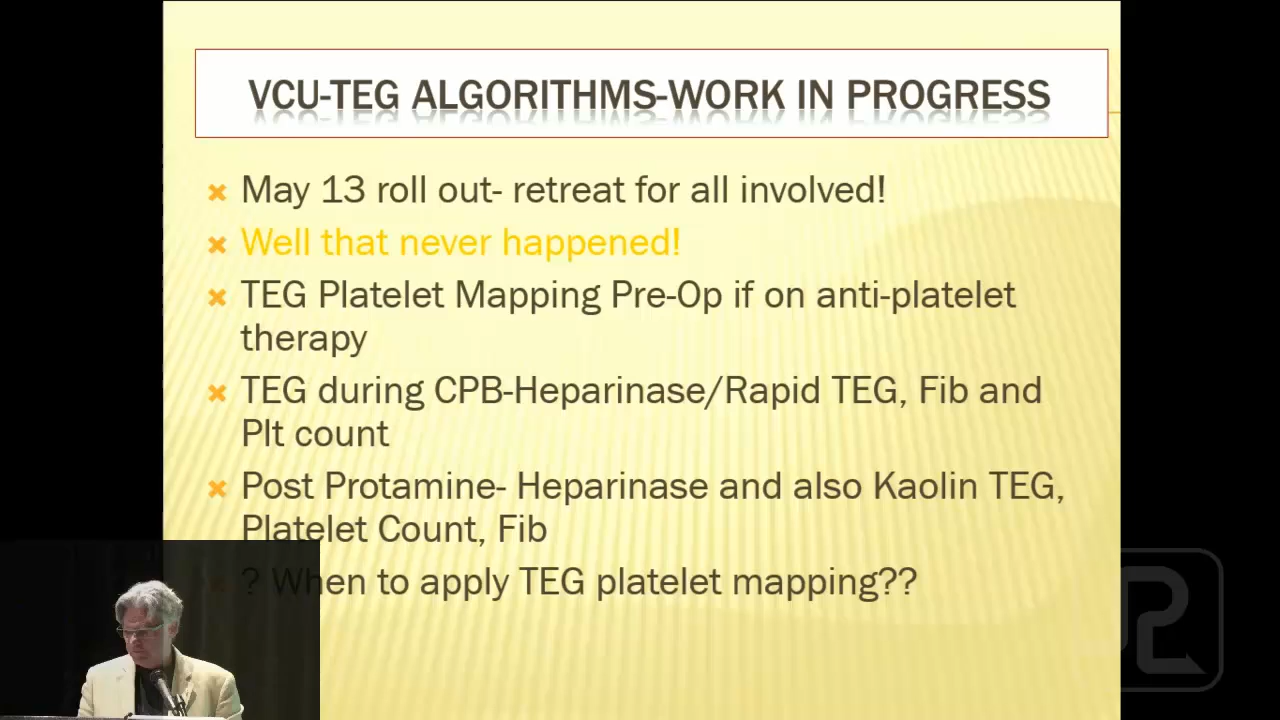 VCU-TEG ALGORITHMS-WORK IN PROGRESS
May 13 roll out- retreat for all involved!
Well that never happened!
TEG Platelet Mapping Pre-Op if on anti-platelet
therapy
TEG during CPB-Heparinase/Rapid TEG, Fib and
Plt count
Post Protamine- Heparinase and also Kaolin TEG,
Platelet Count, Fib
? When to apply TEG platelet mapping??